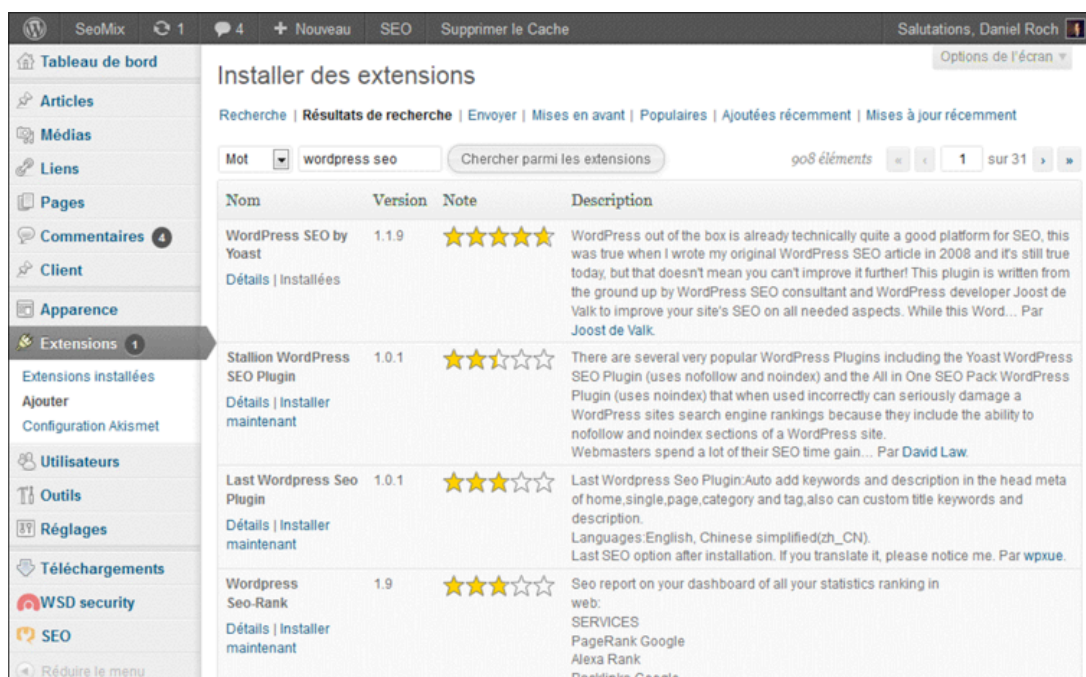 SeoMix 1 4 + Nouveau SEO Supprimer le Cache Salutations, Daniel Roch
Options de l'écran
Tableau de bord
Articles
Médias
Liens
Pages
Commentaires 4
Client
Apparence
Extensions 1
Extensions installées
Ajouter
Configuration Akismet
Utilisateurs
Outils
Réglages
Téléchargements
WSD security
SEO
Réduire le menu
Installer des extensions
Recherche | Résultats de recherche | Envoyer | Mises en avant | Populaires | Ajoutées récemment | Mises à jour récemment
Mot wordpress seo Chercher parmi les extensions 908 éléments « ‹ 1 sur 31 › »
Nom Version Note Description
WordPress SEO by
Yoast
Détails | Installées
1.1.9
WordPress out of the box is already technically quite a good platform for SEO, this
was true when I wrote my original WordPress SEO article in 2008 and it's still true
today, but that doesn't mean you can't improve it further! This plugin is written from
the ground up by WordPress SEO consultant and WordPress developer Joost de
Valk to improve your site's SEO on all needed aspects. While this Word… Par
Joost de Valk.
Stallion WordPress
SEO Plugin
Détails | Installer
maintenant
1.0.1
There are several very popular WordPress Plugins including the Yoast WordPress
SEO Plugin (uses nofollow and noindex) and the All in One SEO Pack WordPress
Plugin (uses noindex) that when used incorrectly can seriously damage a
WordPress sites search engine rankings because they include the ability to
nofollow and noindex sections of a WordPress site.
Webmasters spend a lot of their SEO time gain… Par David Law.
Last Wordpress Seo
Plugin
Détails | Installer
maintenant
1.0.1
Last Wordpress Seo Plugin:Auto add keywords and description in the head meta
of home,single,page,category and tag,also can custom title keywords and
description.
Languages:English, Chinese simplified(zh_CN).
Last SEO option after installation. If you translate it, please notice me. Par wpxue.
Wordpress
Seo-Rank
Détails | Installer
maintenant
1.9
Seo report on your dashboard of all your statistics ranking in
web:
SERVICES
PageRank Google
Alexa Rank
Backlinks Google